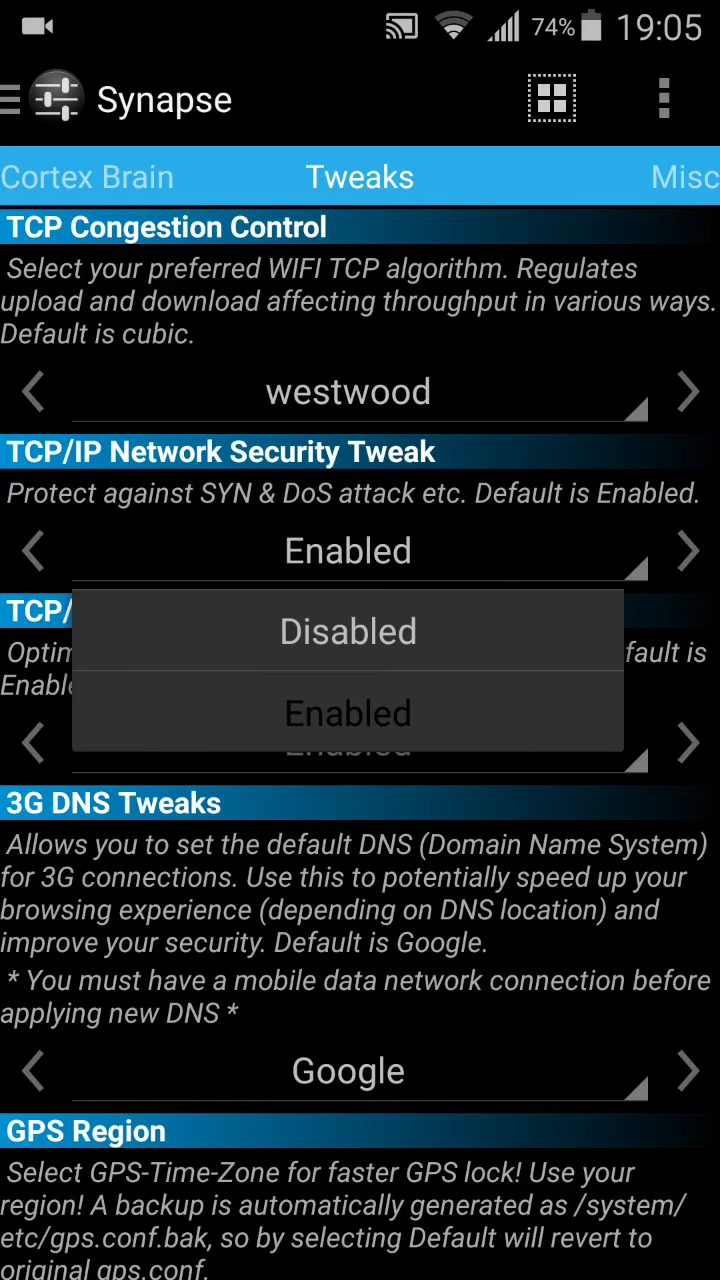 74% 19:05
Synapse
Cortex Brain Tweaks Misc
TCP Congestion Control
Select your preferred WIFI TCP algorithm. Regulates
upload and download affecting throughput in various ways.
Default is cubic.
westwood
TCP/IP Network Security Tweak
Protect against SYN & DoS attack etc. Default is Enabled.
Enabled
TCP/
Disabled
Optim fault is
Enable
Enabled
Enabled
3G DNS Tweaks
Allows you to set the default DNS (Domain Name System)
for 3G connections. Use this to potentially speed up your
browsing experience (depending on DNS location) and
improve your security. Default is Google.
* You must have a mobile data network connection before
applying new DNS *
Google
GPS Region
Select GPS-Time-Zone for faster GPS lock! Use your
region! A backup is automatically generated as /system/
etc/gps.conf.bak, so by selecting Default will revert to
original gps.conf.